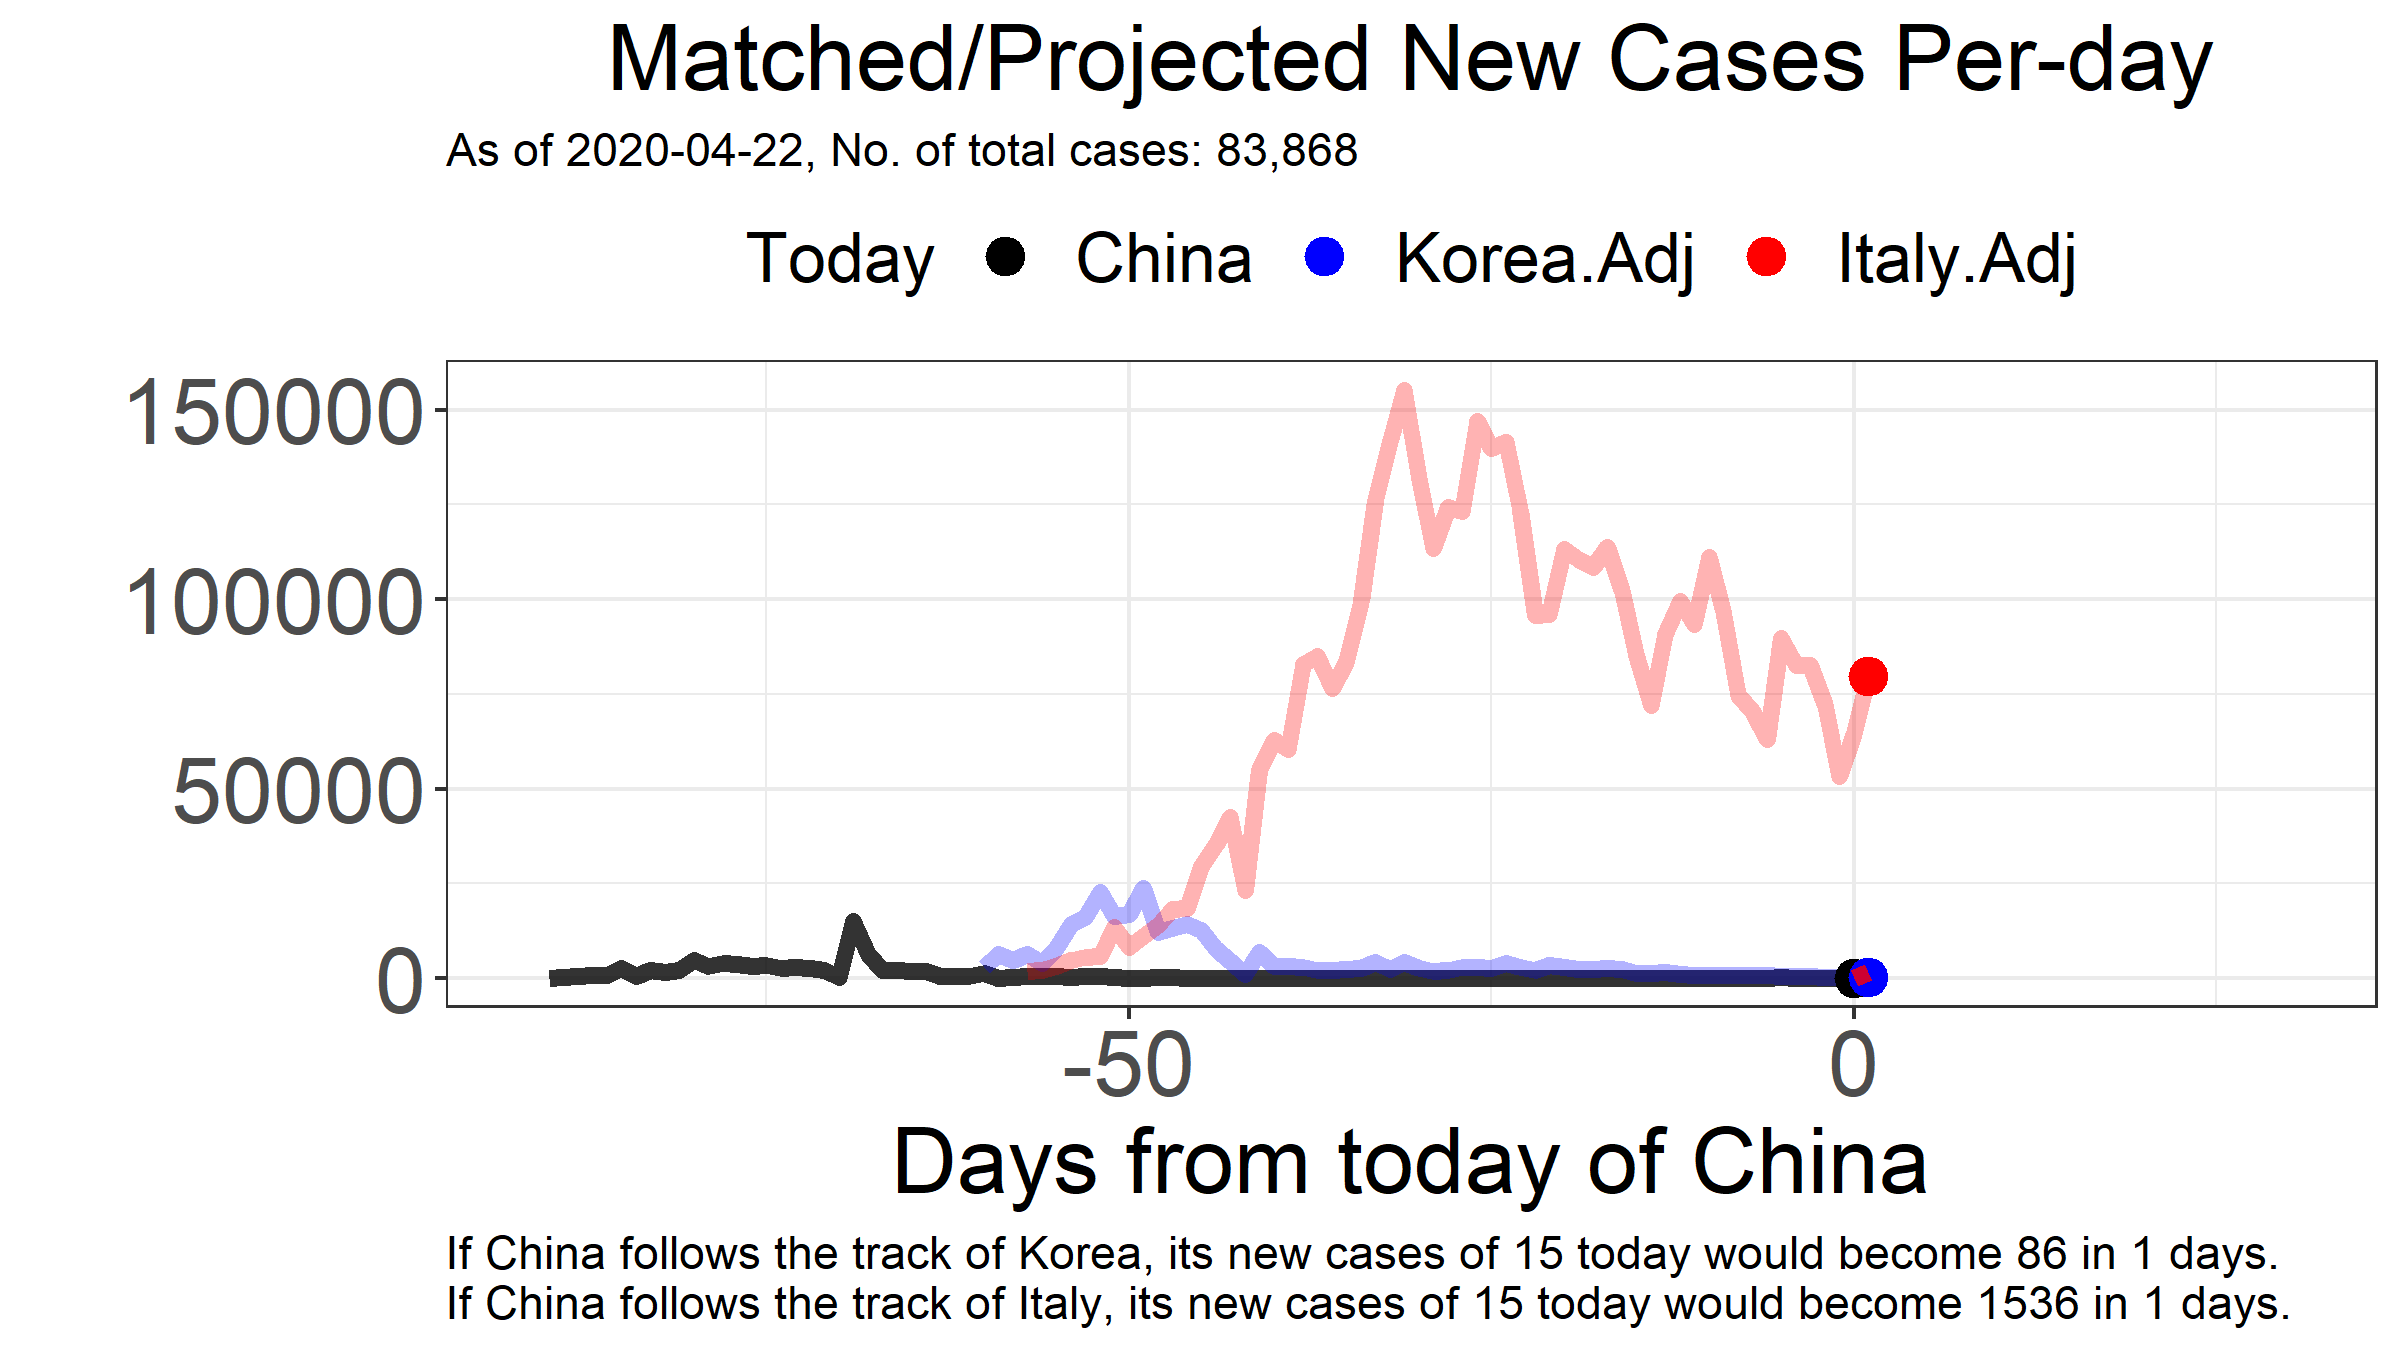 Matched/Projected New Cases Per-day
As of 2020-04-22, No. of total cases: 83,868
Today China Korea.Adj Italy.Adj
150000
100000
50000
0
-50 0
Days from today of China
If China follows the track of Korea, its new cases of 15 today would become 86 in 1 days.
If China follows the track of Italy, its new cases of 15 today would become 1536 in 1 days.